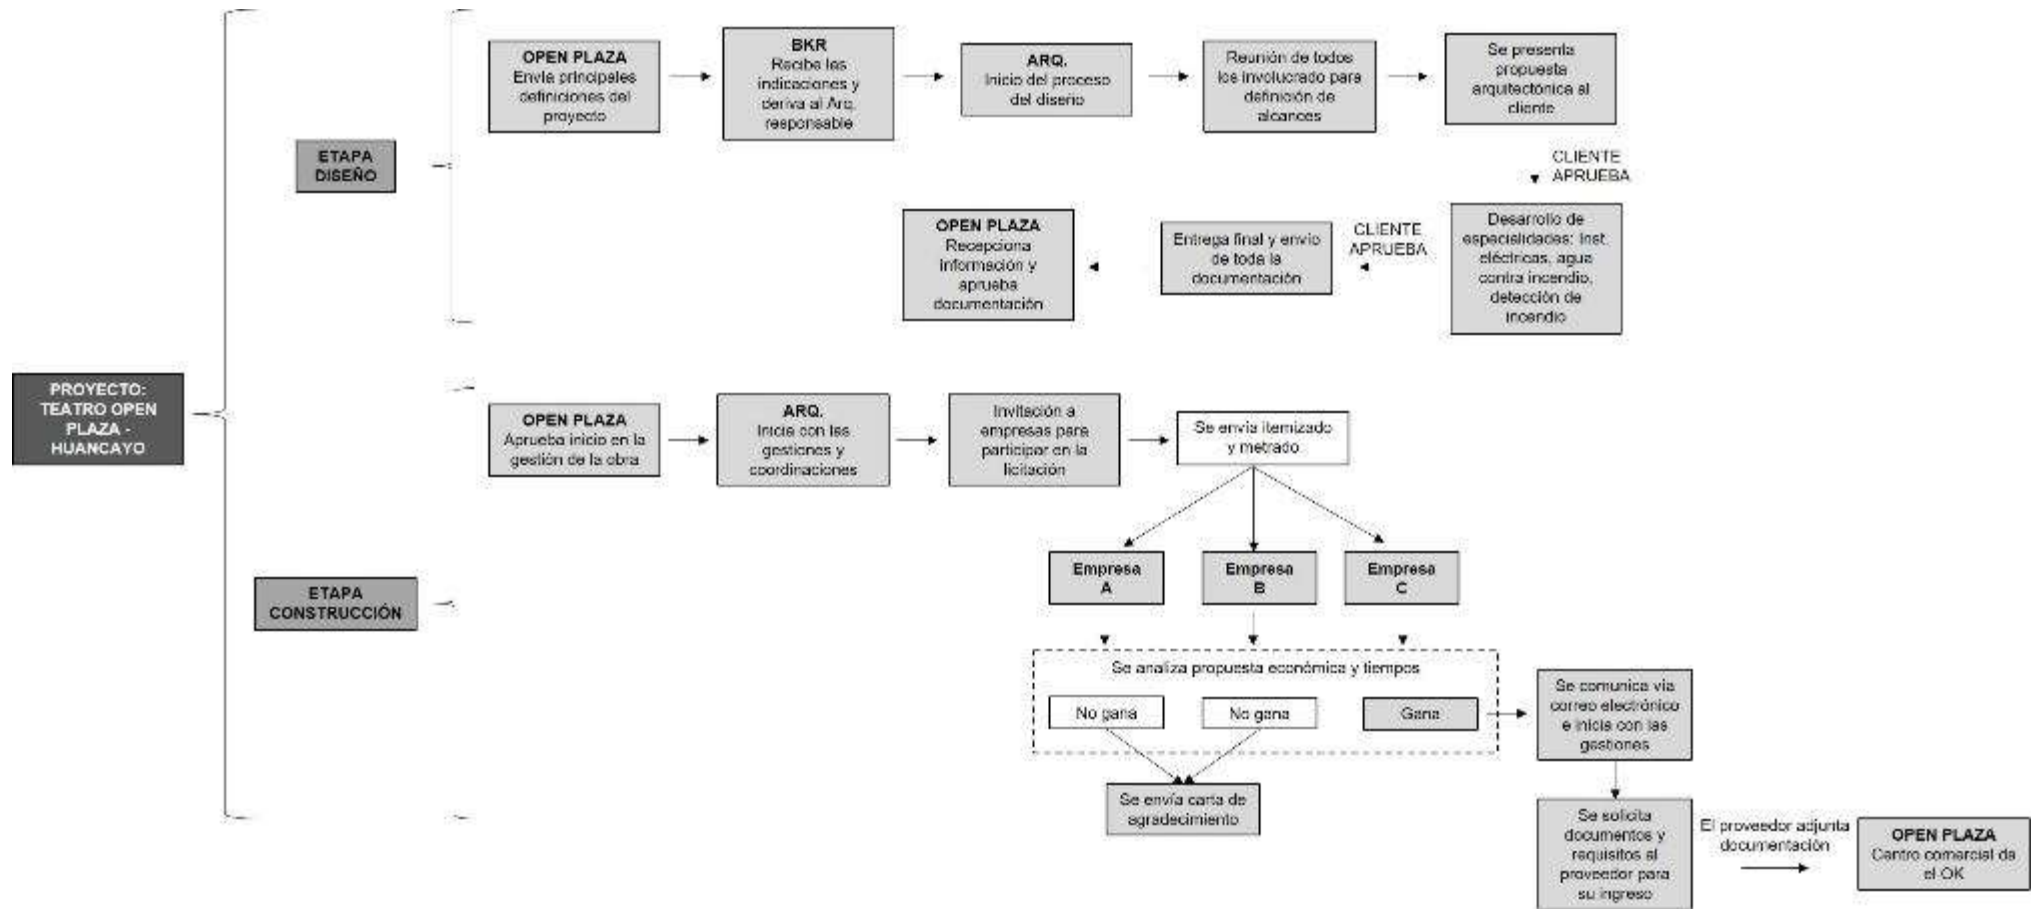 PROYECTO:
TEATRO OPEN
PLAZA -
HUANCAYO
ETAPA
DISEÑO
OPEN PLAZA
Envía principales
definiciones del
proyecto
BKR
Recibe las
indicaciones y
deriva al Arq.
responsable
ARQ.
Inicio del proceso
del diseño
Reunión de todos
los involucrado para
definición de
alcances
Se presenta
propuesta
arquitectónica al
cliente
CLIENTE
APRUEBA
Desarrollo de
especialidades: Inst.
eléctricas, agua
contra incendio,
detección de
incendio
CLIENTE
APRUEBA
Entrega final y envío
de toda la
documentación
OPEN PLAZA
Recepciona
información y
aprueba
documentación
ETAPA
CONSTRUCCIÓN
OPEN PLAZA
Aprueba inicio en la
gestión de la obra
ARQ.
Inicia con las
gestiones y
coordinaciones
Invitación a
empresas para
participar en la
licitación
Se envía itemizado
y metrado
Empresa
A
Empresa
B
Empresa
C
Se analiza propuesta económica y tiempos
No gana
No gana
Gana
Se envía carta de
agradecimiento
Se comunica vía
correo electrónico
e inicia con las
gestiones
Se solicita
documentos y
requisitos al
proveedor para
su ingreso
El proveedor adjunta
documentación
OPEN PLAZA
Centro comercial da
el OK